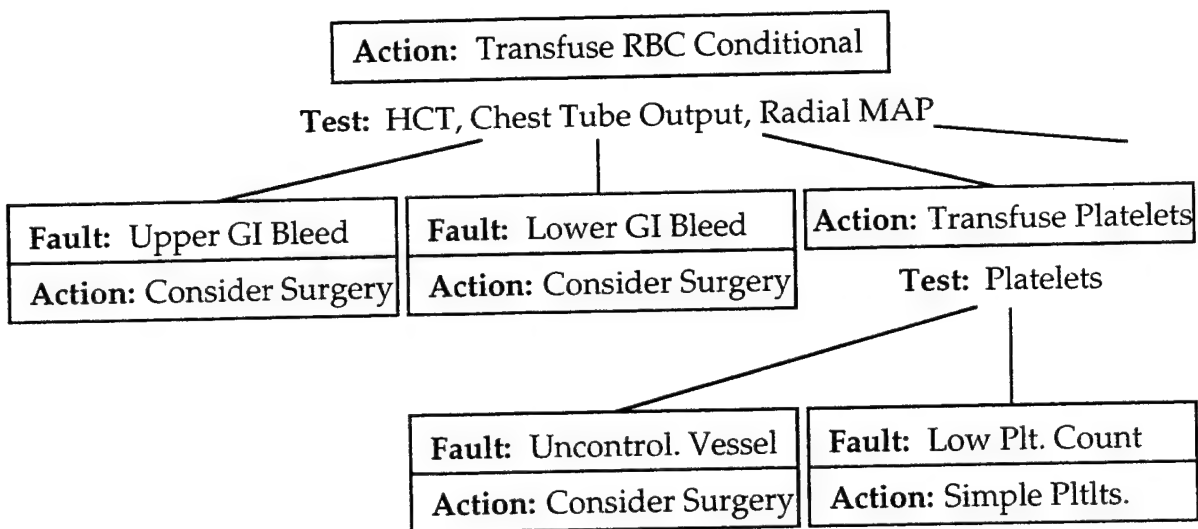 Action: Transfuse RBC Conditional
Test: HCT, Chest Tube Output, Radial MAP
Fault: Upper GI Bleed
Action: Consider Surgery
Fault: Lower GI Bleed
Action: Consider Surgery
Action: Transfuse Platelets
Test: Platelets
Fault: Uncontrol. Vessel
Action: Consider Surgery
Fault: Low Plt. Count
Action: Simple Pltlts.